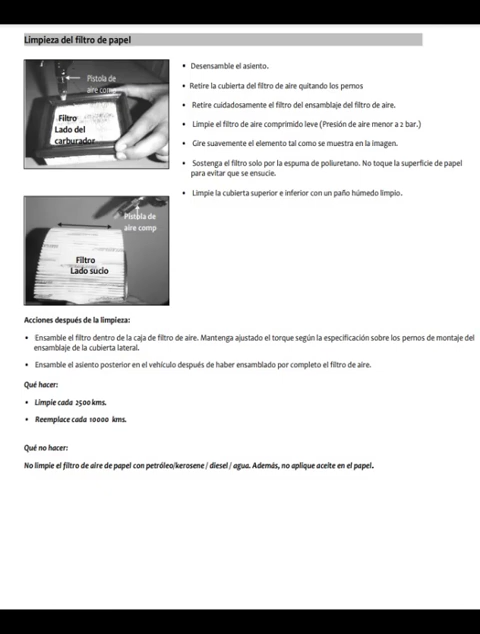 Limpieza del filtro de papel
Pistola de
aire comp
Filtro
Lado del
carburador
• Desensamble el asiento.
• Retire la cubierta del filtro de aire quitando los pernos
• Retire cuidadosamente el filtro del ensamblaje del filtro de aire.
• Limpie el filtro de aire comprimido leve (Presión de aire menor a 2 bar.)
• Gire suavemente el elemento tal como se muestra en la imagen.
• Sostenga el filtro solo por la espuma de poliuretano. No toque la superficie de papel
para evitar que se ensucie.
• Limpie la cubierta superior e inferior con un paño húmedo limpio.
Pistola de
aire comp
Filtro
Lado sucio
Acciones después de la limpieza:
• Ensamble el filtro dentro de la caja de filtro de aire. Mantenga ajustado el torque según la especificación sobre los pernos de montaje del
ensamblaje de la cubierta lateral.
• Ensamble el asiento posterior en el vehículo después de haber ensamblado por completo el filtro de aire.
Qué hacer:
• Limpie cada 2500 kms.
• Reemplace cada 10000 kms.
Qué no hacer:
No limpie el filtro de aire de papel con petróleo/kerosene / diesel / agua. Además, no aplique aceite en el papel.